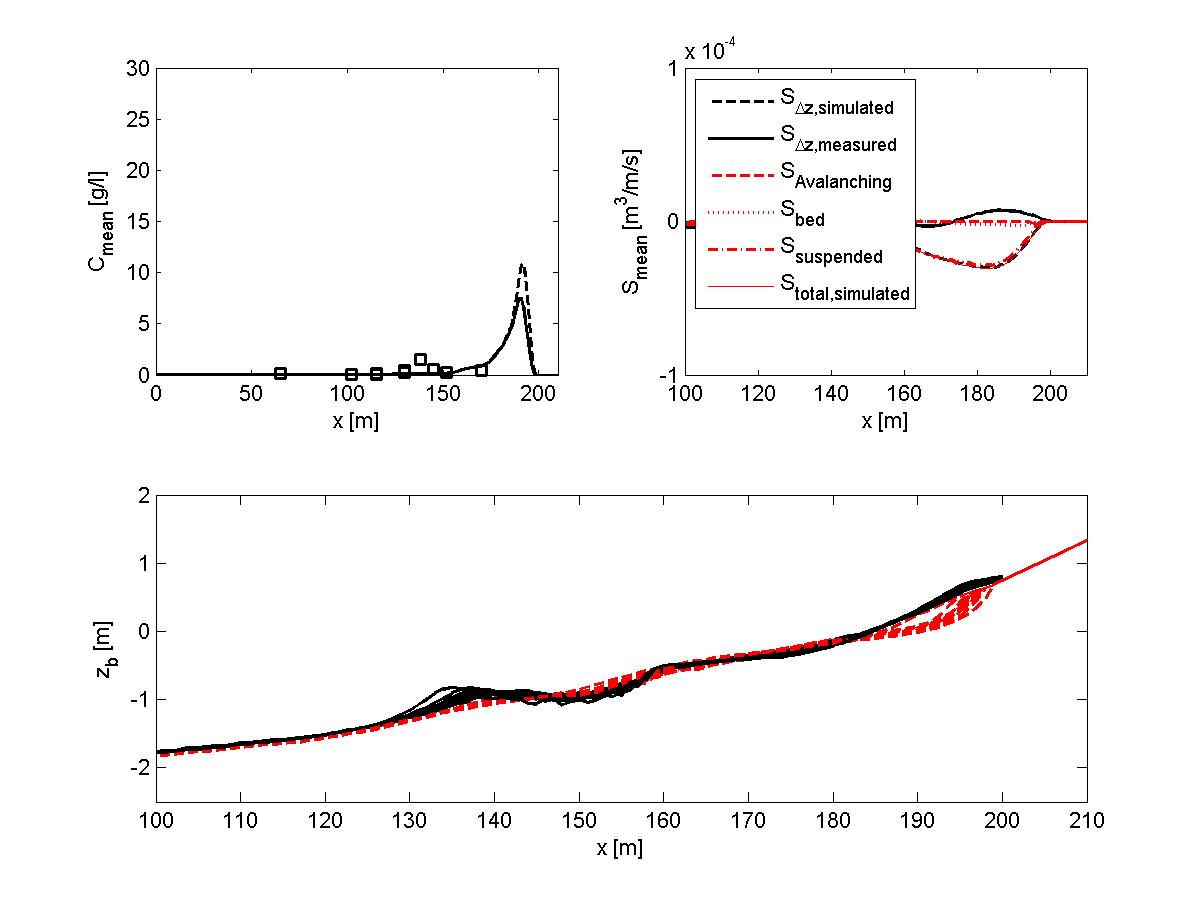 30
25
20
15
10
5
0
C_mean [g/l]
0 50 100 150 200
x [m]
x 10^-4
1
0
-1
S_mean [m^3/m/s]
S_Δz,simulated
S_Δz,measured
S_Avalanching
S_bed
S_suspended
S_total,simulated
100 120 140 160 180 200
x [m]
2
1
0
-1
-2
z_b [m]
100 110 120 130 140 150 160 170 180 190 200 210
x [m]